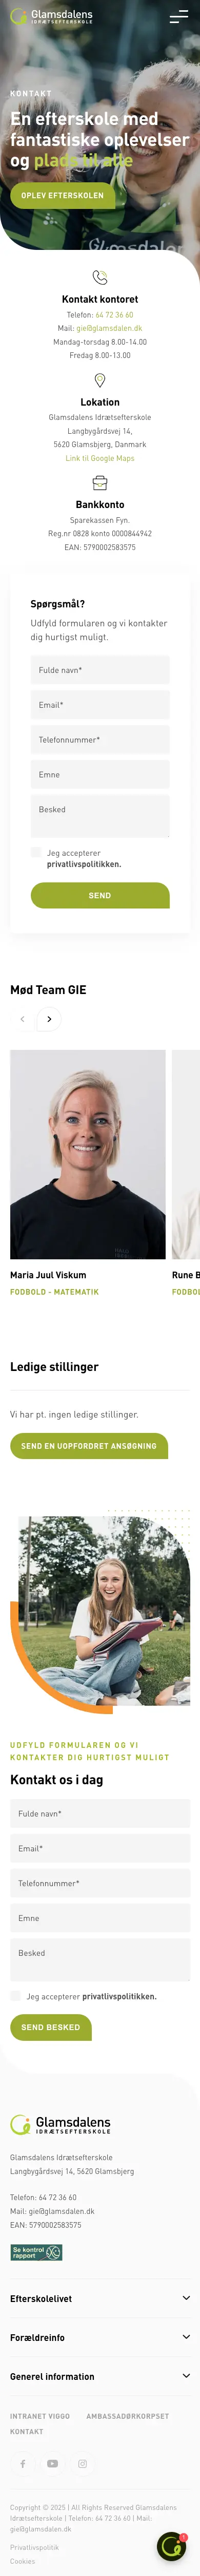 Glamsdalens
IDRÆTSEFTERSKOLE
KONTAKT
En efterskole med
fantastiske oplevelser
og plads til alle
OPLEV EFTERSKOLEN
Glamsdalens
Kontakt kontoret
Telefon: 64 72 36 60
Mail: gie@glamsdalen.dk
Mandag-torsdag 8.00-14.00
Fredag 8.00-13.00
Lokation
Glamsdalens Idrætsefterskole
Langbygårdsvej 14,
5620 Glamsbjerg, Danmark
Link til Google Maps
Bankkonto
Sparekassen Fyn.
Reg.nr 0828 konto 0000844942
EAN: 5790002583575
Spørgsmål?
Udfyld formularen og vi kontakter
dig hurtigst muligt.
Fulde navn*
Email*
Telefonnummer*
Emne
Besked
Jeg accepterer
privatlivspolitikken.
SEND
Mød Team GIE
Maria Juul Viskum
FODBOLD - MATEMATIK
Rune B
FODBOL
Ledige stillinger
Vi har pt. ingen ledige stillinger.
SEND EN UOPFORDRET ANSØGNING
UDFYLD FORMULAREN OG VI
KONTAKTER DIG HURTIGST MULIGT
Kontakt os i dag
Fulde navn*
Email*
Telefonnummer*
Emne
Besked
Jeg accepterer privatlivspolitikken.
SEND BESKED
Glamsdalens
IDRÆTSEFTERSKOLE
Glamsdalens Idrætsefterskole
Langbygårdsvej 14, 5620 Glamsbjerg
Telefon: 64 72 36 60
Mail: gie@glamsdalen.dk
EAN: 5790002583575
Se kontrol
rapport
Efterskolelivet
Forældreinfo
Generel information
INTRANET VIGGO AMBASSADØRKORPSET
KONTAKT
Copyright © 2025 | All Rights Reserved Glamsdalens
Idrætsefterskole | Telefon: 64 72 36 60 | Mail:
gie@glamsdalen.dk
Privatlivspolitik
Cookies
1